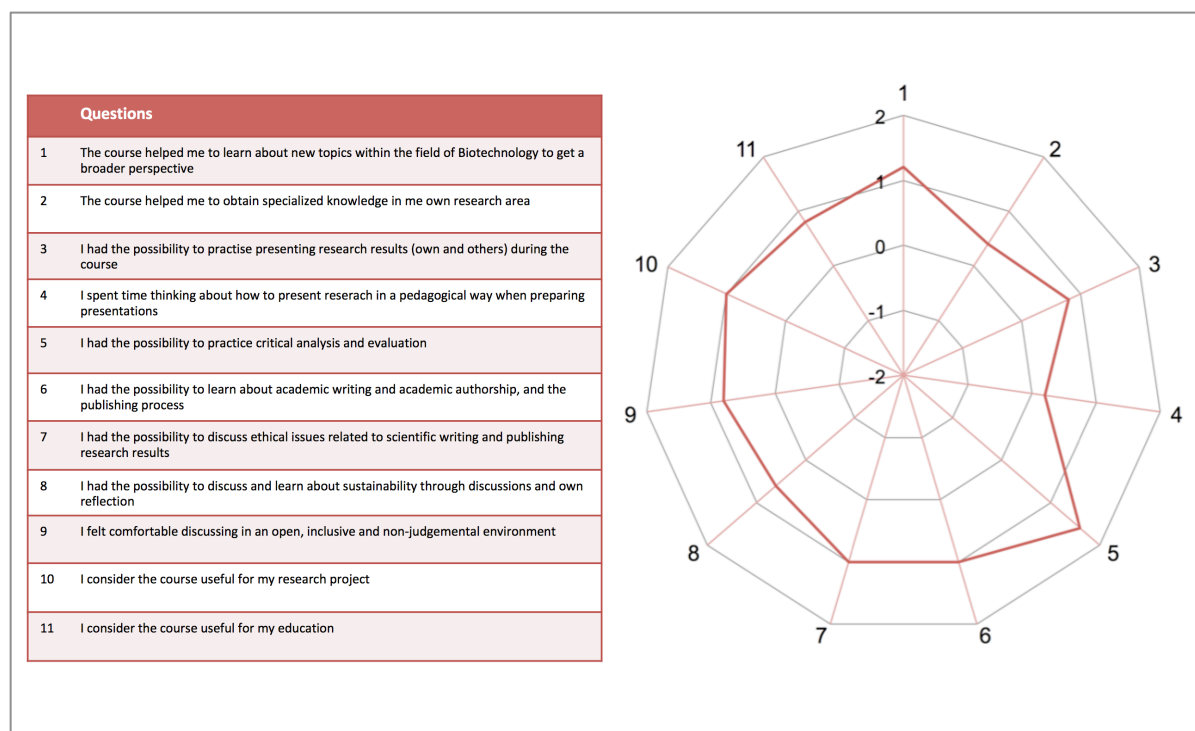 Questions
1 The course helped me to learn about new topics within the field of Biotechnology to get a
broader perspective
2 The course helped me to obtain specialized knowledge in me own research area
3 I had the possibility to practise presenting research results (own and others) during the
course
4 I spent time thinking about how to present reserach in a pedagogical way when preparing
presentations
5 I had the possibility to practice critical analysis and evaluation
6 I had the possibility to learn about academic writing and academic authorship, and the
publishing process
7 I had the possibility to discuss ethical issues related to scientific writing and publishing
research results
8 I had the possibility to discuss and learn about sustainability through discussions and own
reflection
9 I felt comfortable discussing in an open, inclusive and non-judgemental environment
10 I consider the course useful for my research project
11 I consider the course useful for my education
1
2
3
4
5
6
7
8
9
10
11
2
1
0
-1
-2